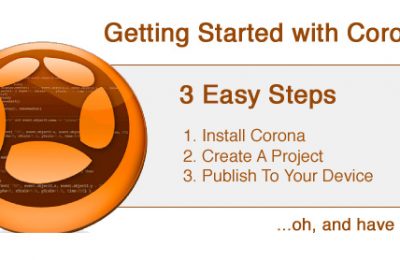 Getting Started with Coro
3 Easy Steps
1. Install Corona
2. Create A Project
3. Publish To Your Device
...oh, and have